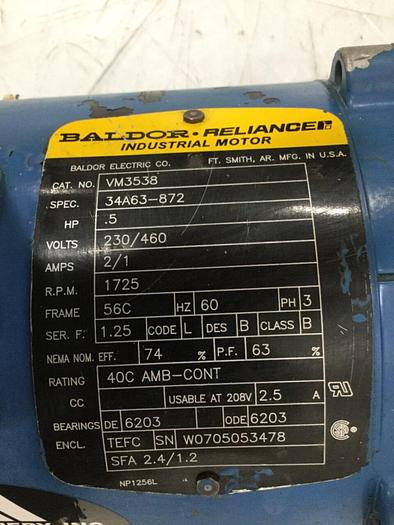 BALDOR • RELIANCER
INDUSTRIAL MOTOR
BALDOR ELECTRIC CO. FT. SMITH, AR. MFG. IN U.S.A.
CAT. NO. VM3538
SPEC. 34A63-872
HP .5
VOLTS 230/460
AMPS 2/1
R.P.M. 1725
FRAME 56C HZ 60 PH 3
SER. F. 1.25 CODE L DES B CLASS B
NEMA NOM. EFF. 74 % P.F. 63 %
RATING 40C AMB-CONT
CC USABLE AT 208V 2.5 A
BEARINGS DE 6203 ODE 6203
ENCL. TEFC SN W0705053478
SFA 2.4/1.2
NP1256L
INC